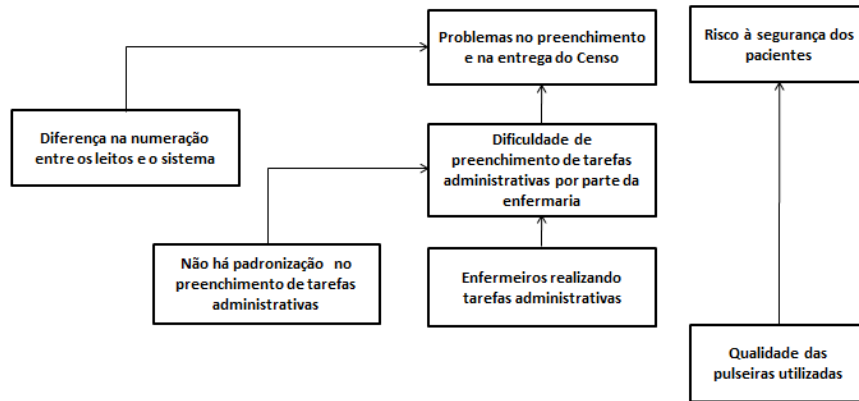 Problemas no preenchimento
e na entrega do Censo
Risco à segurança dos
pacientes
Diferença na numeração
entre os leitos e o sistema
Dificuldade de
preenchimento de tarefas
administrativas por parte da
enfermaria
Não há padronização no
preenchimento de tarefas
administrativas
Enfermeiros realizando
tarefas administrativas
Qualidade das
pulseiras utilizadas